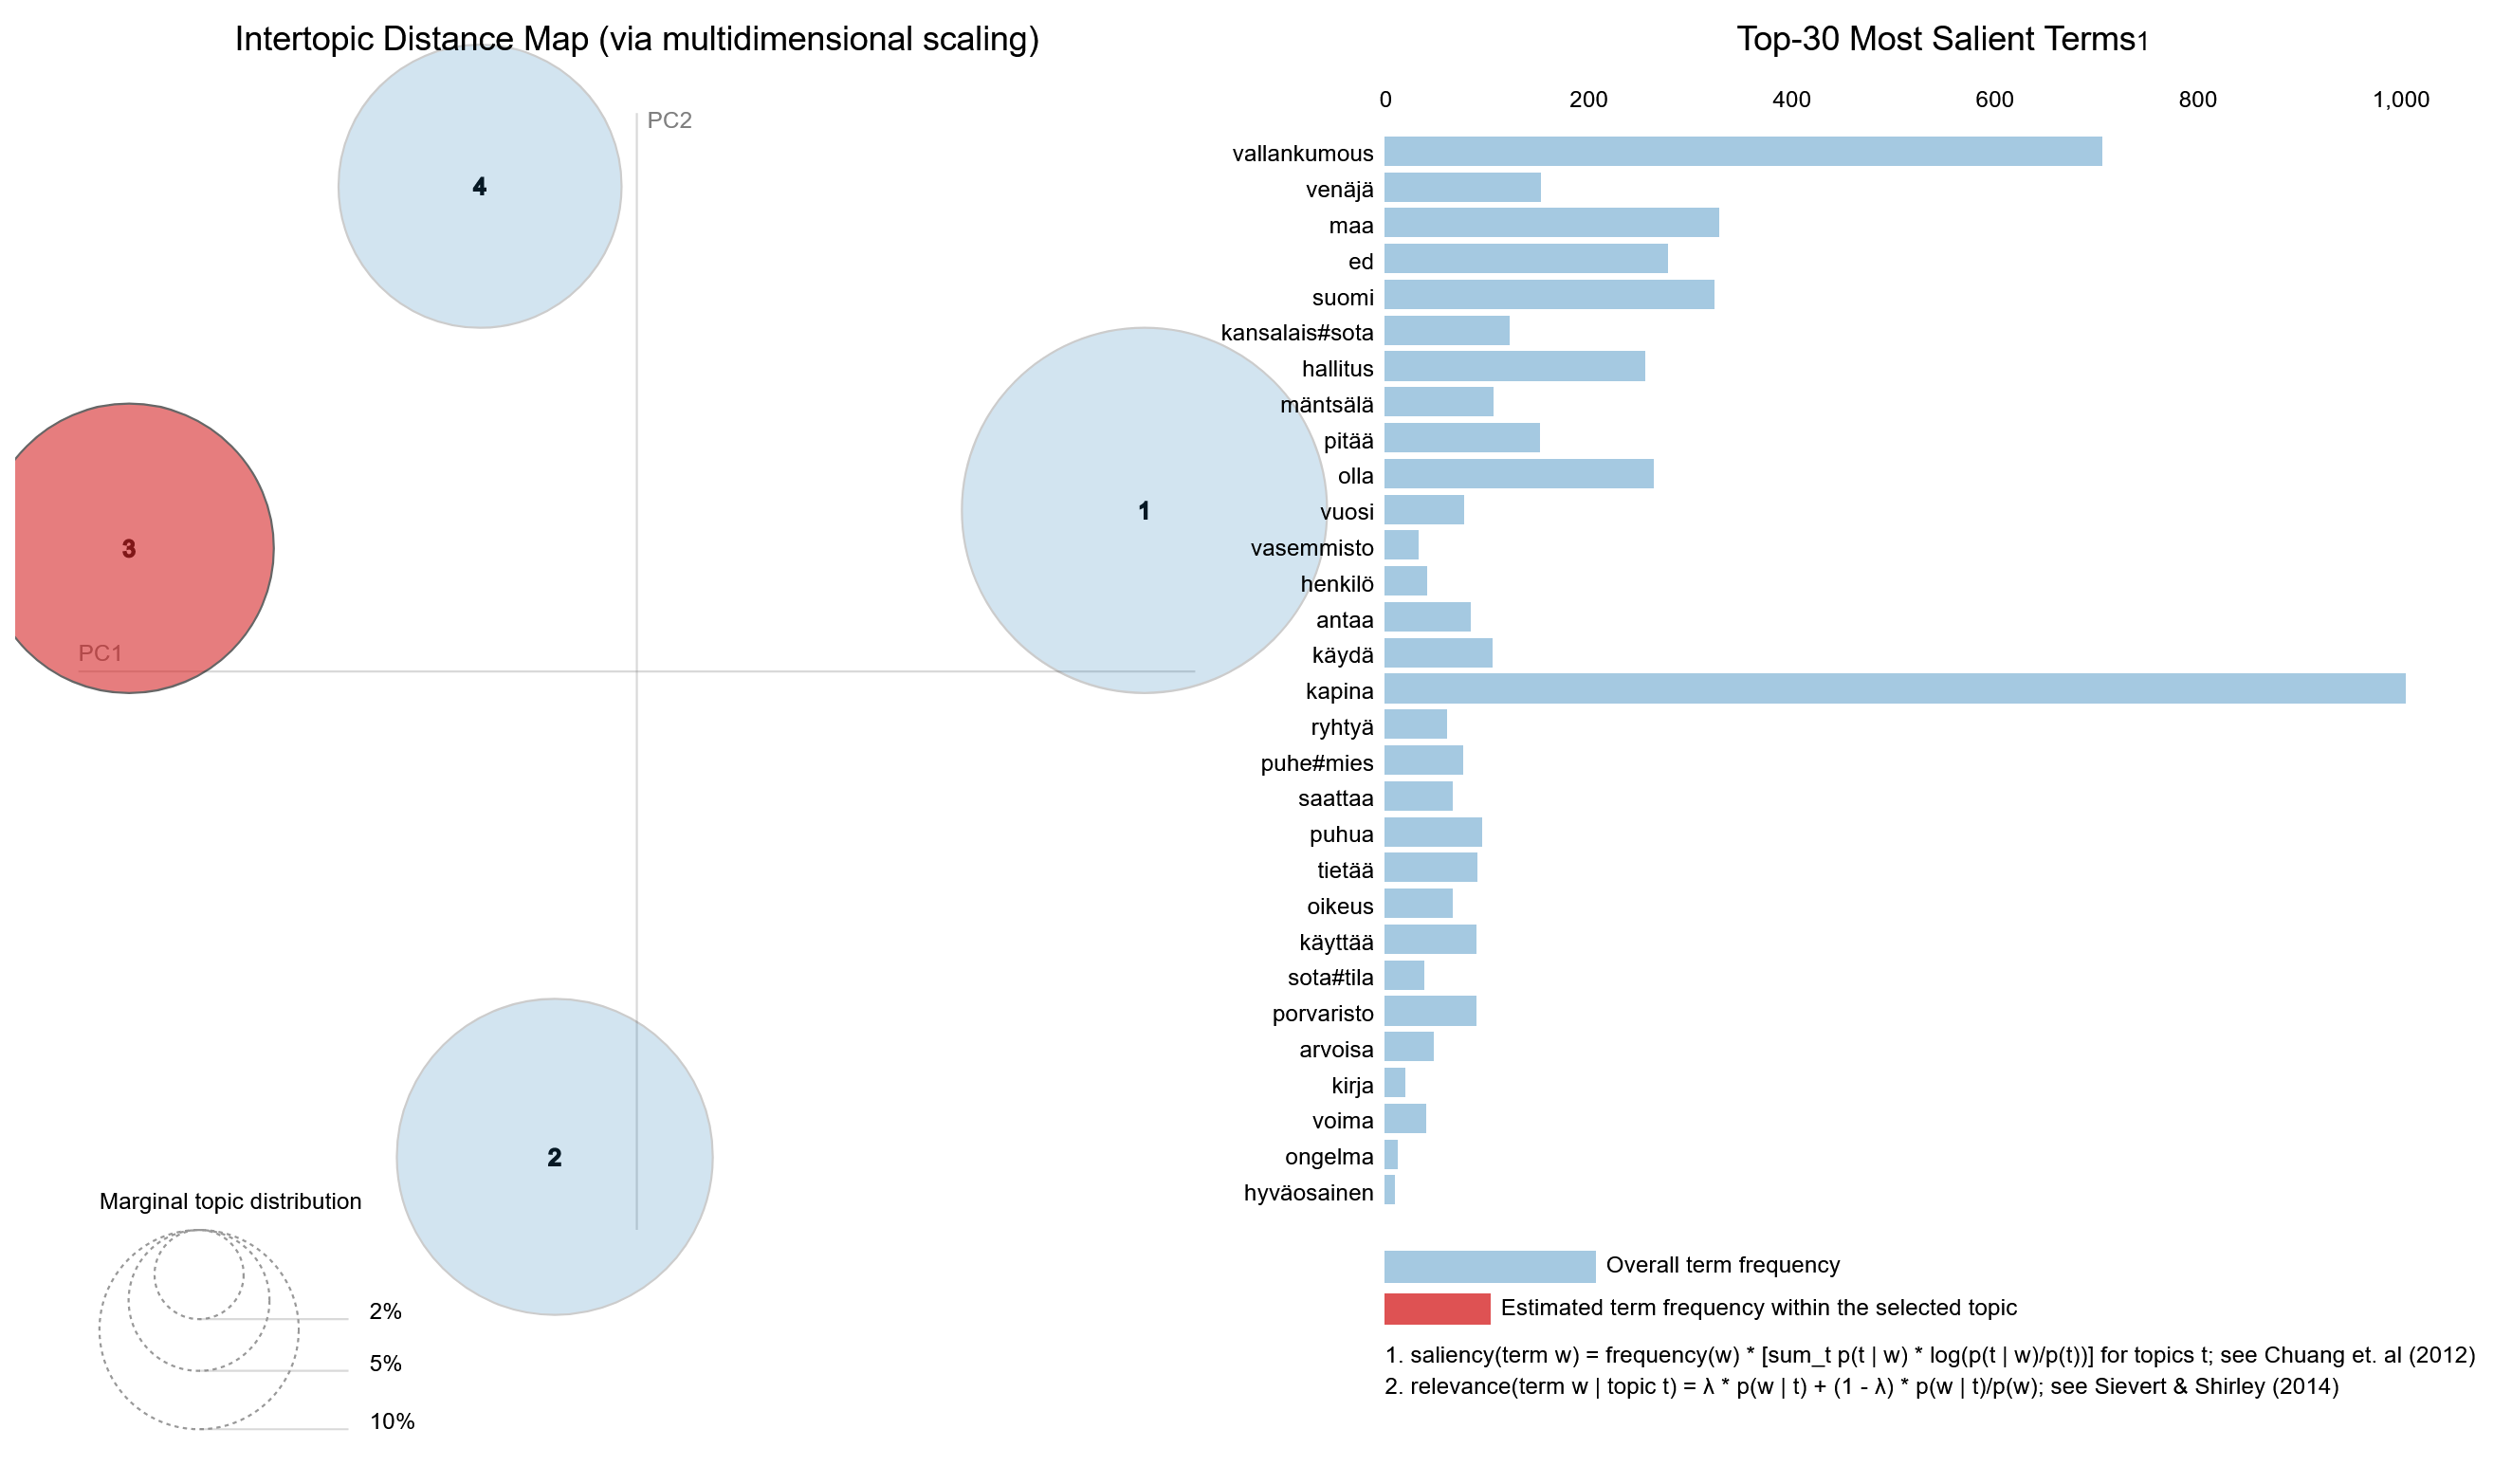 Intertopic Distance Map (via multidimensional scaling)
PC2
4
1
3
PC1
2
Marginal topic distribution
2%
5%
10%
Top-30 Most Salient Terms1
0 200 400 600 800 1,000
vallankumous
venäjä
maa
ed
suomi
kansalais#sota
hallitus
mäntsälä
pitää
olla
vuosi
vasemmisto
henkilö
antaa
käydä
kapina
ryhtyä
puhe#mies
saattaa
puhua
tietää
oikeus
käyttää
sota#tila
porvaristo
arvoisa
kirja
voima
ongelma
hyväosainen
Overall term frequency
Estimated term frequency within the selected topic
1. saliency(term w) = frequency(w) * [sum_t p(t | w) * log(p(t | w)/p(t))] for topics t; see Chuang et. al (2012)
2. relevance(term w | topic t) = λ * p(w | t) + (1 - λ) * p(w | t)/p(w); see Sievert & Shirley (2014)